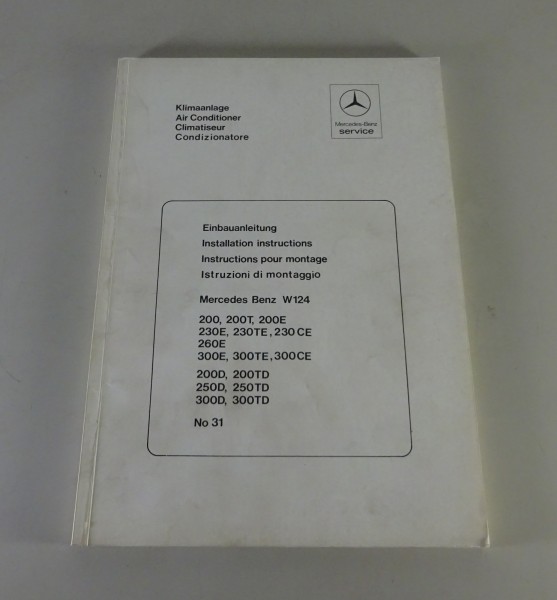 Klimaanlage
Air Conditioner
Climatiseur
Condizionatore
Mercedes-Benz
service
Einbauanleitung
Installation instructions
Instructions pour montage
Istruzioni di montaggio
Mercedes Benz W124
200, 200T, 200E
230E, 230TE, 230CE
260E
300E, 300TE, 300CE
200D, 200TD
250D, 250TD
300D, 300TD
No 31